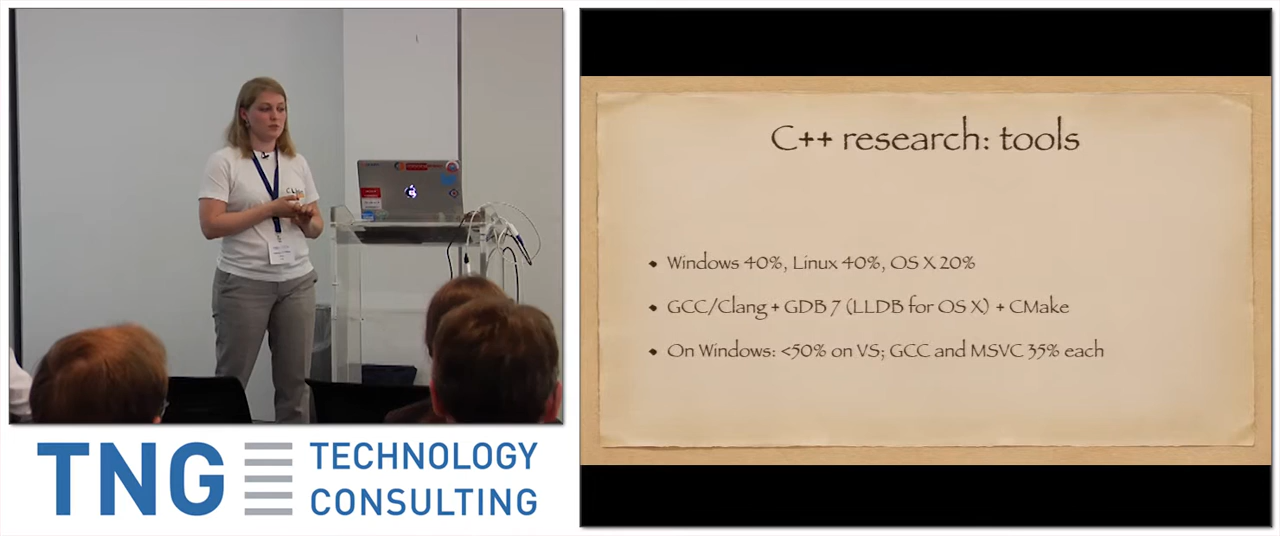 C++ research: tools
Windows 40%, Linux 40%, OS X 20%
GCC/Clang + GDB 7 (LLDB for OS X) + CMake
On Windows: <50% on VS; GCC and MSVC 35% each
TNG
TECHNOLOGY
CONSULTING